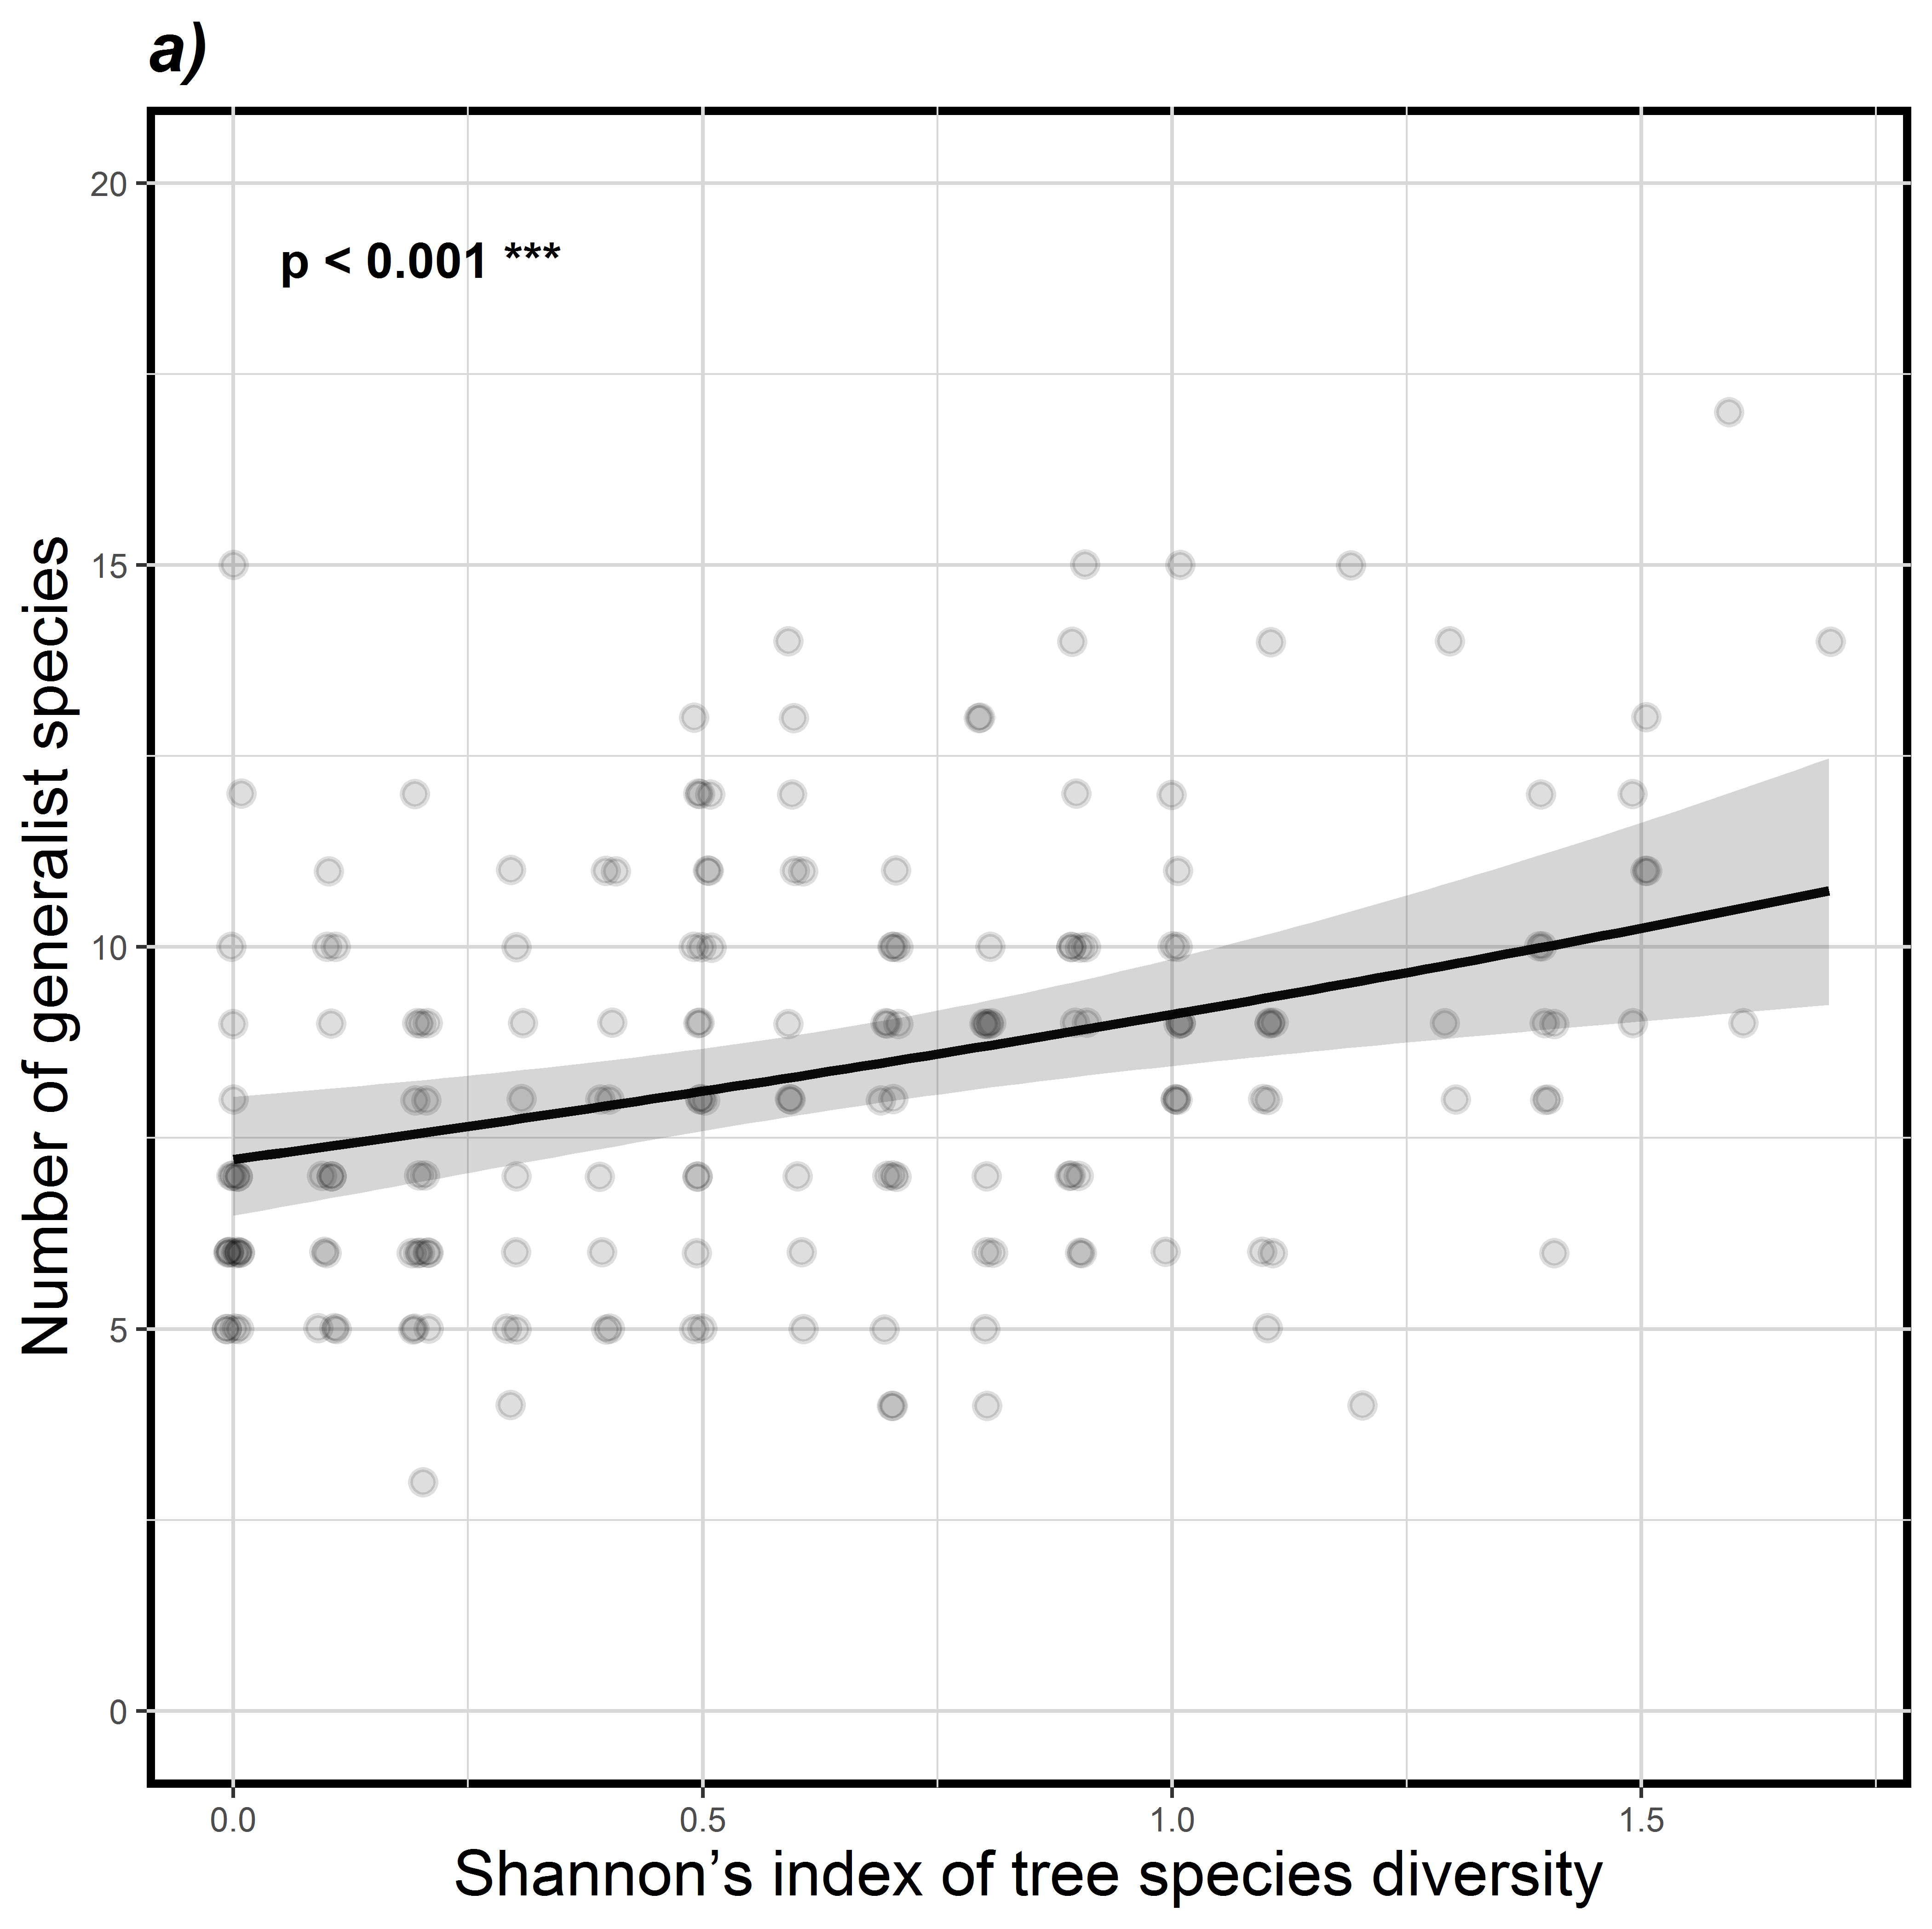 a)
p < 0.001 ***
Number of generalist species
20
15
10
5
0
0.0 0.5 1.0 1.5
Shannon’s index of tree species diversity